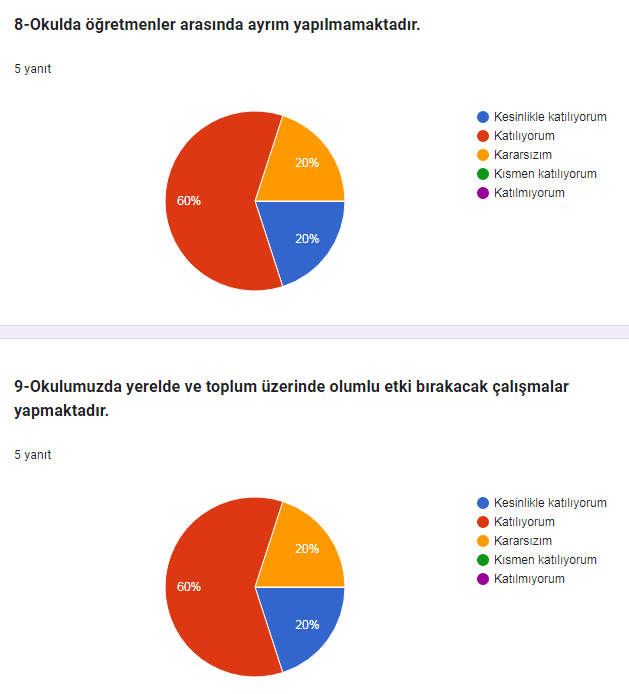 8-Okulda öğretmenler arasında ayrım yapılmamaktadır.
5 yanıt
Kesinlikle katılıyorum
Katılıyorum
Kararsızım
Kısmen katılıyorum
Katılmıyorum
20%
60%
20%
9-Okulumuzda yerelde ve toplum üzerinde olumlu etki bırakacak çalışmalar
yapmaktadır.
5 yanıt
Kesinlikle katılıyorum
Katılıyorum
Kararsızım
Kısmen katılıyorum
Katılmıyorum
20%
60%
20%